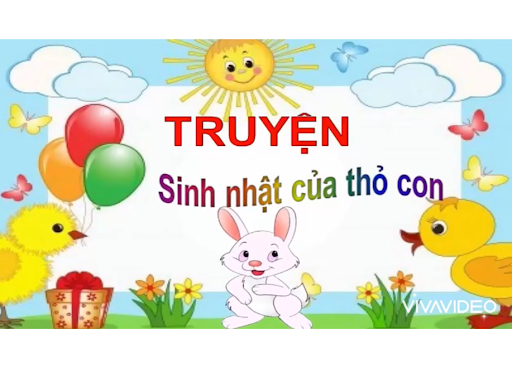 TRUYỆN
Sinh nhật của thỏ con
VIVAVIDEO